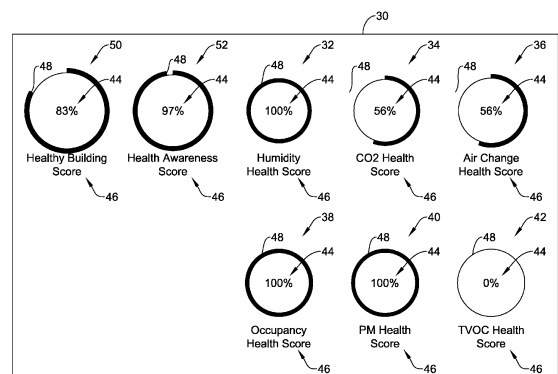 30
50 52 32 34 36
48 44 48 44 48 44 48 44 48 44
83% 97% 100% 56% 56%
Healthy Building Health Awareness Humidity CO2 Health Air Change
Score Score Health Score Score Health Score
46 46 46 46 46
38 40 42
48 44 48 44 48 44
100% 100% 0%
Occupancy PM Health TVOC Health
Health Score Score Score
46 46 46